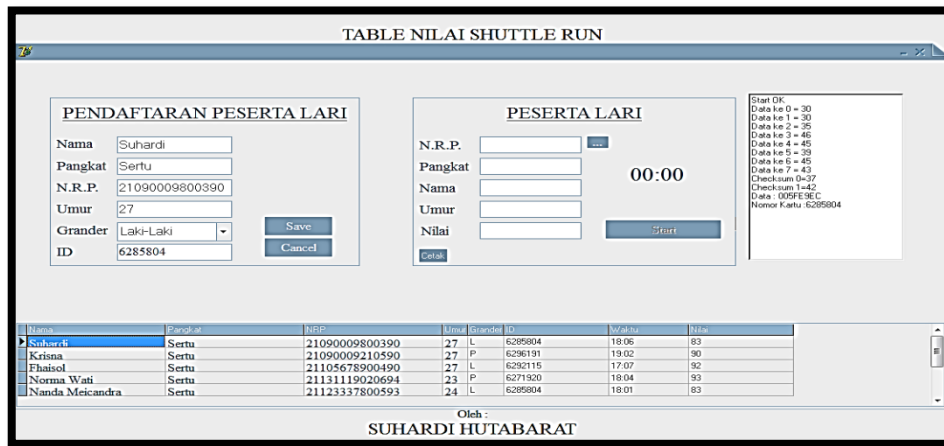 TABLE NILAI SHUTTLE RUN
PENDAFTARAN PESERTA LARI
Nama Suhardi
Pangkat Sertu
N.R.P. 21090009800390
Umur 27
Grander Laki-Laki
ID 6285804
Save
Cancel
PESERTA LARI
N.R.P. ...
Pangkat
Nama
Umur
Nilai
00:00
Start
Cetak
Start OK
Data ke 0 = 30
Data ke 1 = 30
Data ke 2 = 35
Data ke 3 = 46
Data ke 4 = 45
Data ke 5 = 39
Data ke 6 = 45
Data ke 7 = 43
Checksum 0=37
Checksum 1=42
Data : 005FE9EC
Nomor Kartu :6285804
Nama Pangkat NRP Umur Grander ID Waktu Nilai
Suhardi Sertu 21090009800390 27 L 6285804 18:06 83
Krisna Sertu 21090009210590 27 P 6296191 19:02 90
Fhaisol Sertu 21105678900490 27 L 6292115 17:07 92
Norma Wati Sertu 21131119020694 23 P 6271920 18:04 93
Nanda Meicandra Sertu 21123337800593 24 L 6285804 18:01 83
Oleh :
SUHARDI HUTABARAT